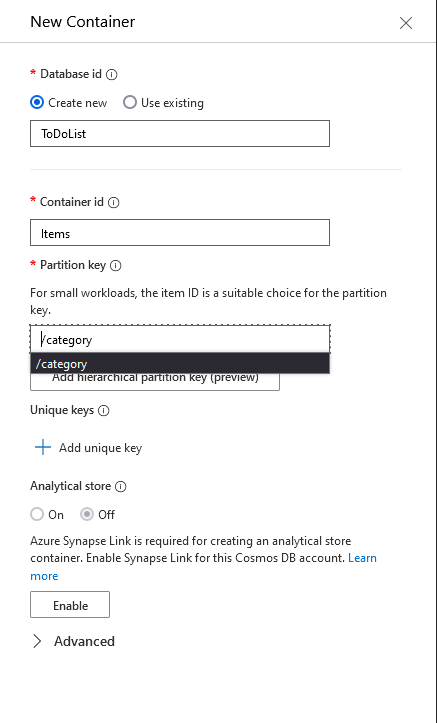 New Container
* Database id
Create new Use existing
ToDoList
* Container id
Items
* Partition key
For small workloads, the item ID is a suitable choice for the partition
key.
/category
/category
Add hierarchical partition key (preview)
Unique keys
Add unique key
Analytical store
On Off
Azure Synapse Link is required for creating an analytical store
container. Enable Synapse Link for this Cosmos DB account. Learn
more
Enable
Advanced